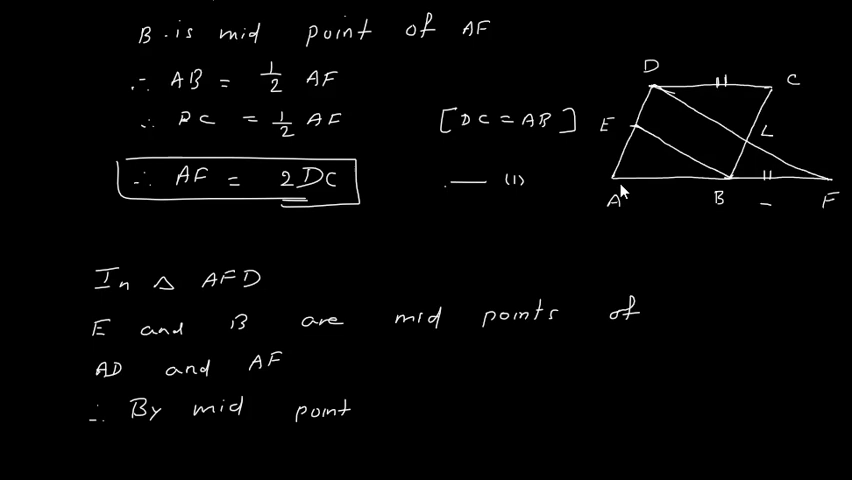 B is mid point of AF
∴ AB = 1/2 AF
∴ DC = 1/2 AF [DC = AB]
∴ AF = 2DC —— (1)
D C
E L
A B F
In △ AFD
E and B are mid points of
AD and AF
∴ By mid point